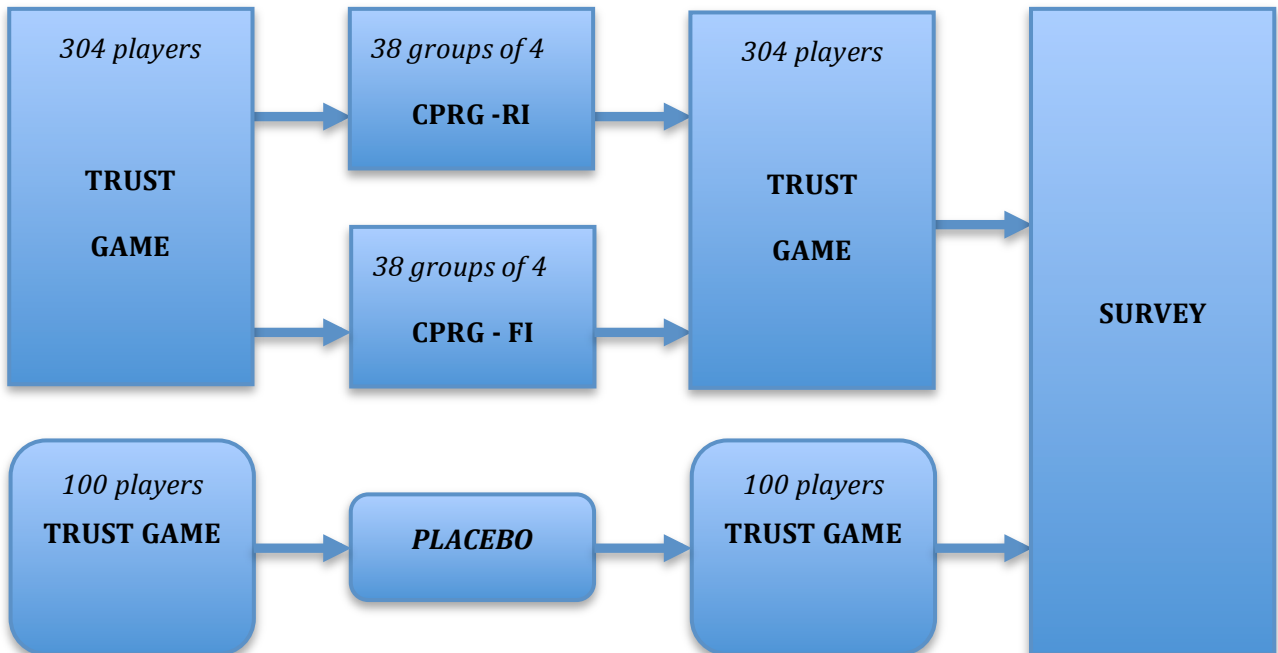 304 players
TRUST
GAME
38 groups of 4
CPRG -RI
38 groups of 4
CPRG - FI
304 players
TRUST
GAME
SURVEY
100 players
TRUST GAME
PLACEBO
100 players
TRUST GAME